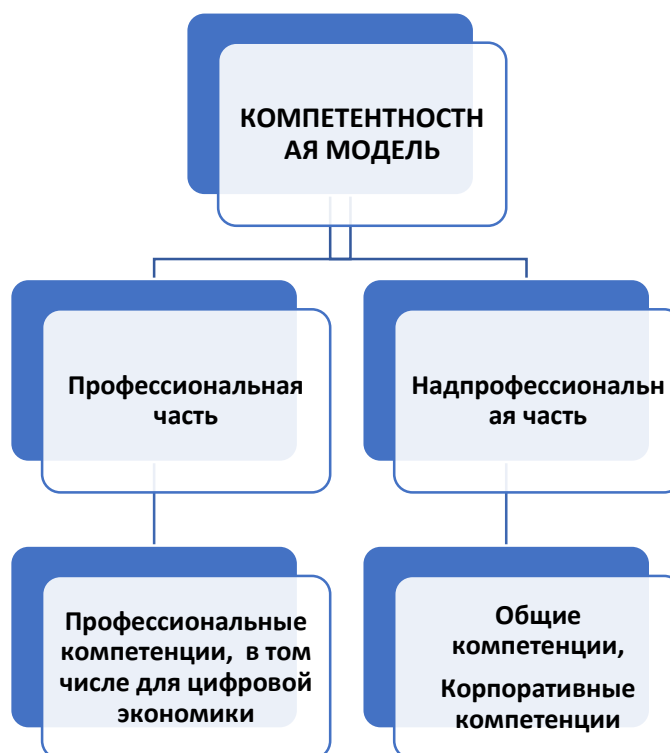 КОМПЕТЕНТНОСТН
АЯ МОДЕЛЬ
Профессиональная
часть
Надпрофессиональн
ая часть
Профессиональные
компетенции, в том
числе для цифровой
экономики
Общие
компетенции,
Корпоративные
компетенции